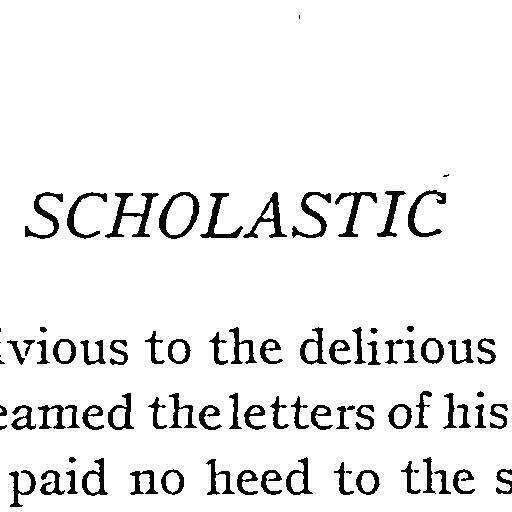 SCHOLASTIC
ivious to the delirious
eamed the letters of his
paid no heed to the s